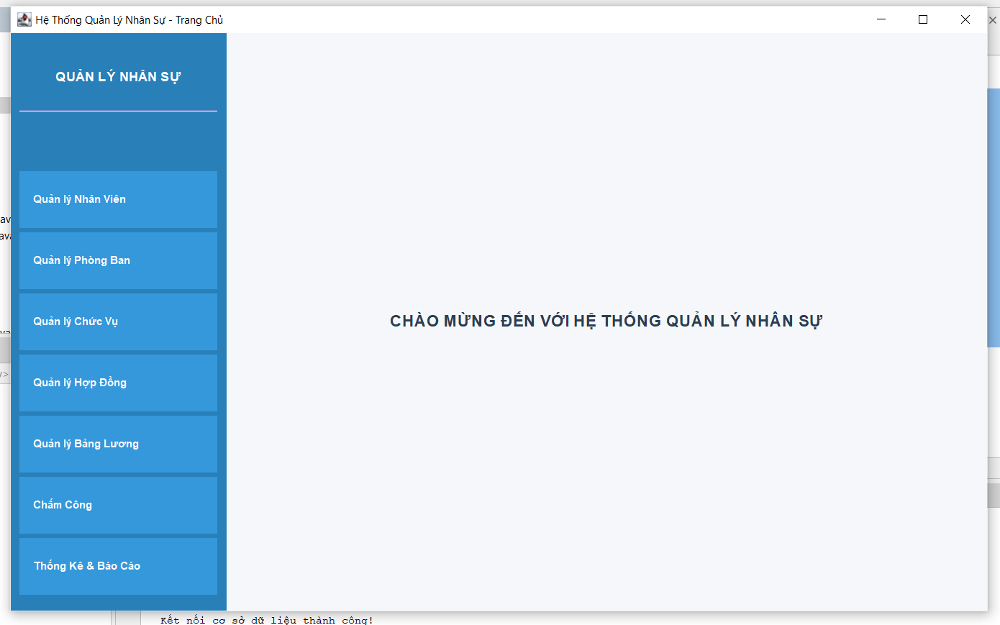 Hệ Thống Quản Lý Nhân Sự - Trang Chủ
QUẢN LÝ NHÂN SỰ
Quản lý Nhân Viên
Quản lý Phòng Ban
Quản lý Chức Vụ
Quản lý Hợp Đồng
Quản lý Bảng Lương
Chấm Công
Thống Kê & Báo Cáo
CHÀO MỪNG ĐẾN VỚI HỆ THỐNG QUẢN LÝ NHÂN SỰ
Kết nối cơ sở dữ liệu thành công!